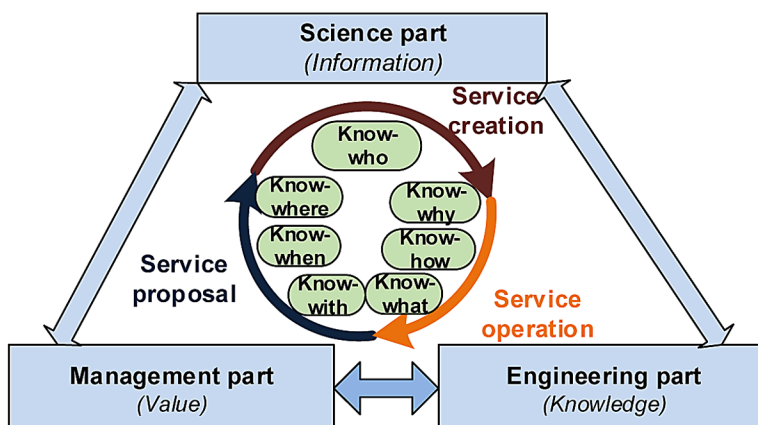 Science part
(Information)
Service
creation
Know-
who
Know-
where
Know-
why
Know-
when
Know-
how
Service
proposal
Know-
with
Know-
what
Service
operation
Management part
(Value)
Engineering part
(Knowledge)